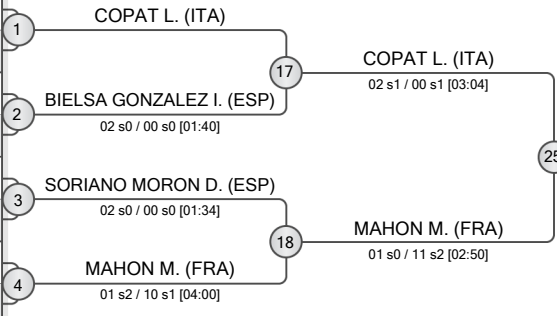 1
COPAT L. (ITA)
17
COPAT L. (ITA)
02 s1 / 00 s1 [03:04]
2
BIELSA GONZALEZ I. (ESP)
02 s0 / 00 s0 [01:40]
25
3
SORIANO MORON D. (ESP)
02 s0 / 00 s0 [01:34]
18
MAHON M. (FRA)
01 s0 / 11 s2 [02:50]
4
MAHON M. (FRA)
01 s2 / 10 s1 [04:00]